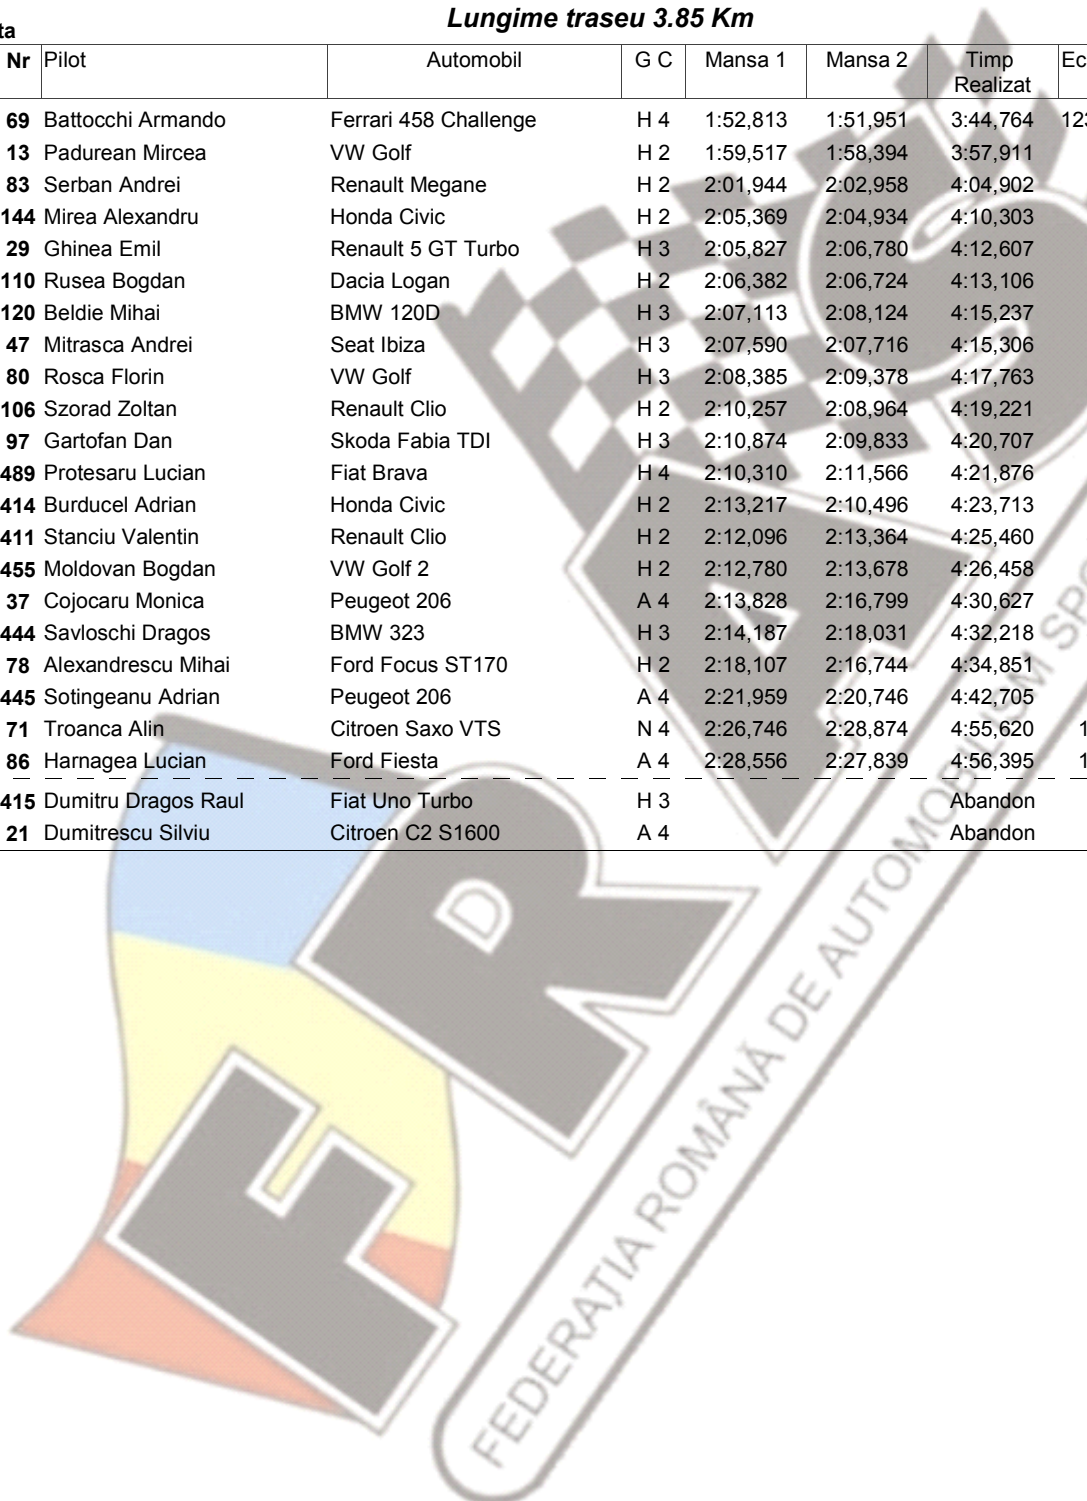 Lungime traseu 3.85 Km
ta
Nr Pilot Automobil G C Mansa 1 Mansa 2 Timp Realizat Ec
69 Battocchi Armando Ferrari 458 Challenge H 4 1:52,813 1:51,951 3:44,764 123
13 Padurean Mircea VW Golf H 2 1:59,517 1:58,394 3:57,911
83 Serban Andrei Renault Megane H 2 2:01,944 2:02,958 4:04,902
144 Mirea Alexandru Honda Civic H 2 2:05,369 2:04,934 4:10,303
29 Ghinea Emil Renault 5 GT Turbo H 3 2:05,827 2:06,780 4:12,607
110 Rusea Bogdan Dacia Logan H 2 2:06,382 2:06,724 4:13,106
120 Beldie Mihai BMW 120D H 3 2:07,113 2:08,124 4:15,237
47 Mitrasca Andrei Seat Ibiza H 3 2:07,590 2:07,716 4:15,306
80 Rosca Florin VW Golf H 3 2:08,385 2:09,378 4:17,763
106 Szorad Zoltan Renault Clio H 2 2:10,257 2:08,964 4:19,221
97 Gartofan Dan Skoda Fabia TDI H 3 2:10,874 2:09,833 4:20,707
489 Protesaru Lucian Fiat Brava H 4 2:10,310 2:11,566 4:21,876
414 Burducel Adrian Honda Civic H 2 2:13,217 2:10,496 4:23,713
411 Stanciu Valentin Renault Clio H 2 2:12,096 2:13,364 4:25,460
455 Moldovan Bogdan VW Golf 2 H 2 2:12,780 2:13,678 4:26,458
37 Cojocaru Monica Peugeot 206 A 4 2:13,828 2:16,799 4:30,627
444 Savloschi Dragos BMW 323 H 3 2:14,187 2:18,031 4:32,218
78 Alexandrescu Mihai Ford Focus ST170 H 2 2:18,107 2:16,744 4:34,851
445 Sotingeanu Adrian Peugeot 206 A 4 2:21,959 2:20,746 4:42,705
71 Troanca Alin Citroen Saxo VTS N 4 2:26,746 2:28,874 4:55,620 1
86 Harnagea Lucian Ford Fiesta A 4 2:28,556 2:27,839 4:56,395 1
415 Dumitru Dragos Raul Fiat Uno Turbo H 3 Abandon
21 Dumitrescu Silviu Citroen C2 S1600 A 4 Abandon
FRAS
FEDERAȚIA ROMÂNĂ DE AUTOMOBILISM SPO